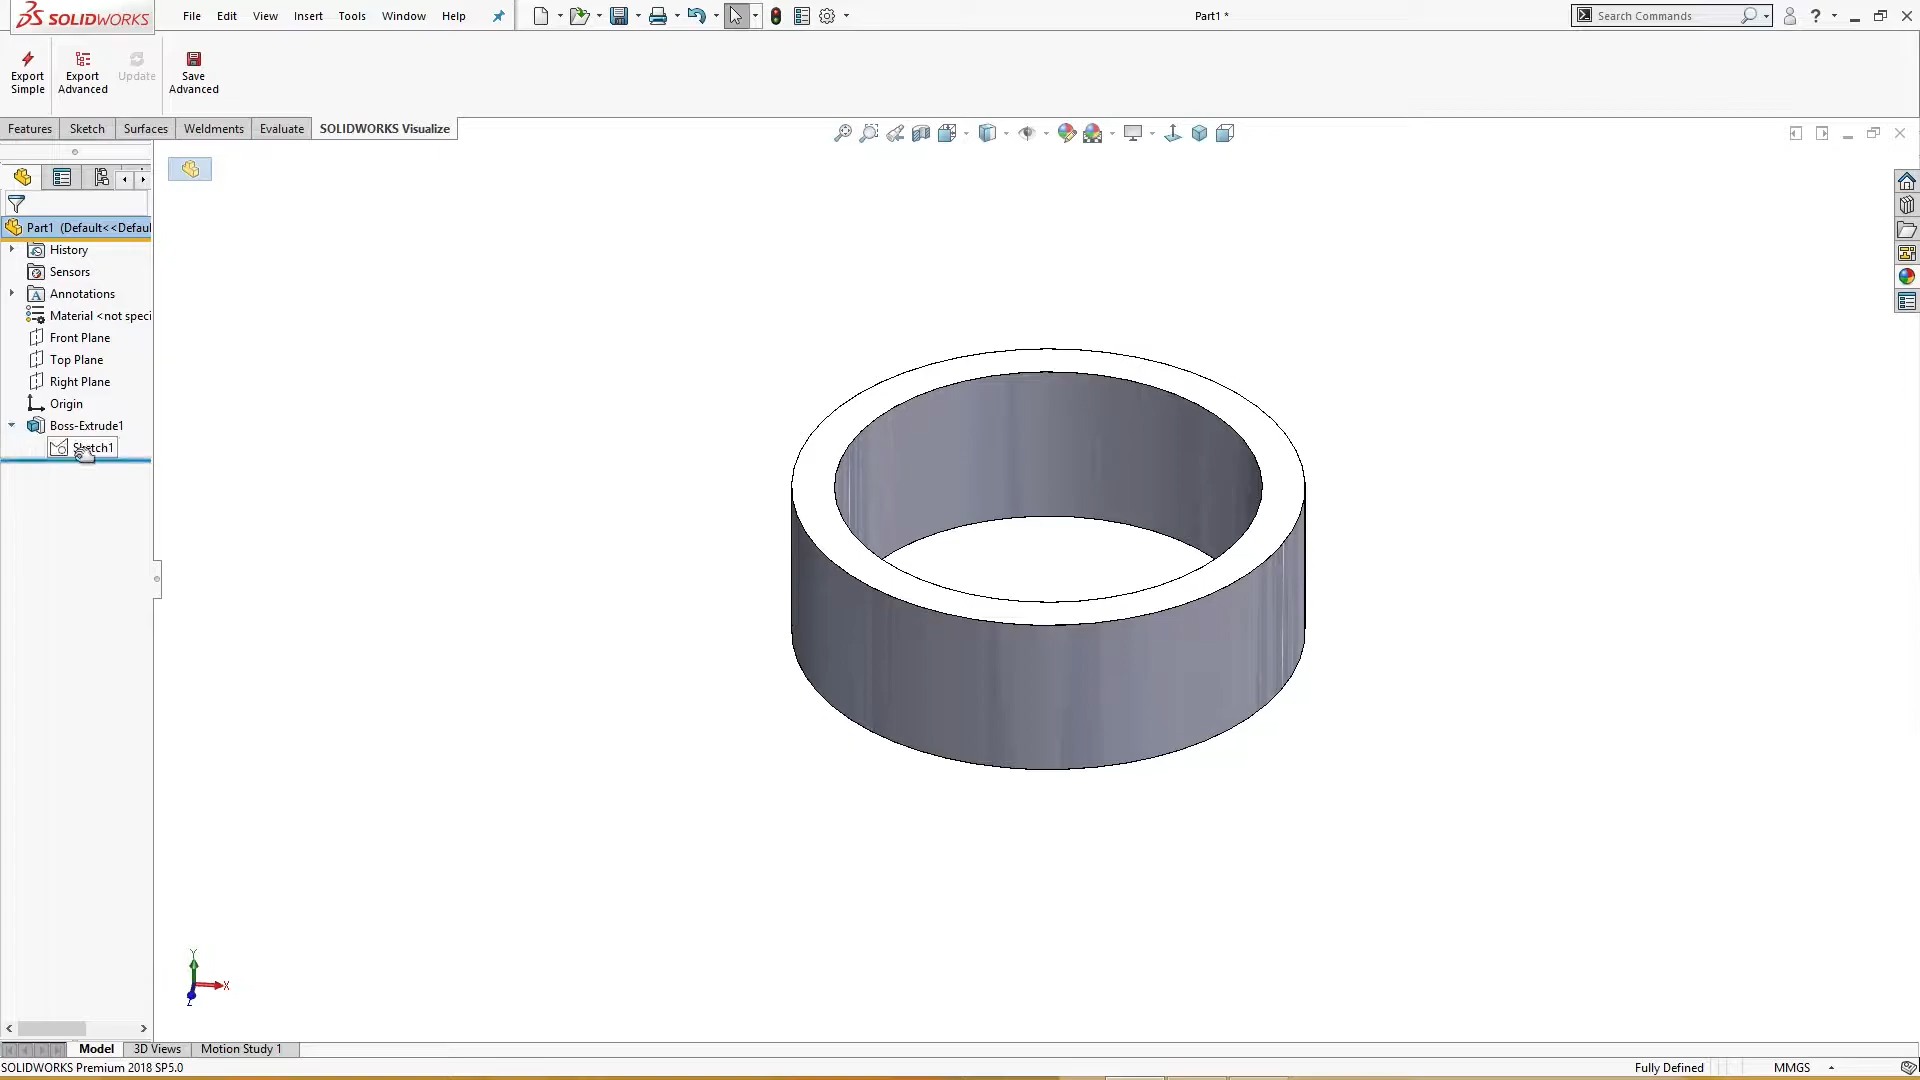 SOLIDWORKS
File Edit View Insert Tools Window Help
Part1 *
Search Commands
?
Export Simple
Export Advanced
Update
Save Advanced
Features Sketch Surfaces Weldments Evaluate SOLIDWORKS Visualize
Part1 (Default<<Defaul
History
Sensors
A Annotations
Material <not speci
Front Plane
Top Plane
Right Plane
Origin
Boss-Extrude1
Sketch1
Y
X
Z
Model 3D Views Motion Study 1
SOLIDWORKS Premium 2018 SP5.0
Fully Defined
MMGS